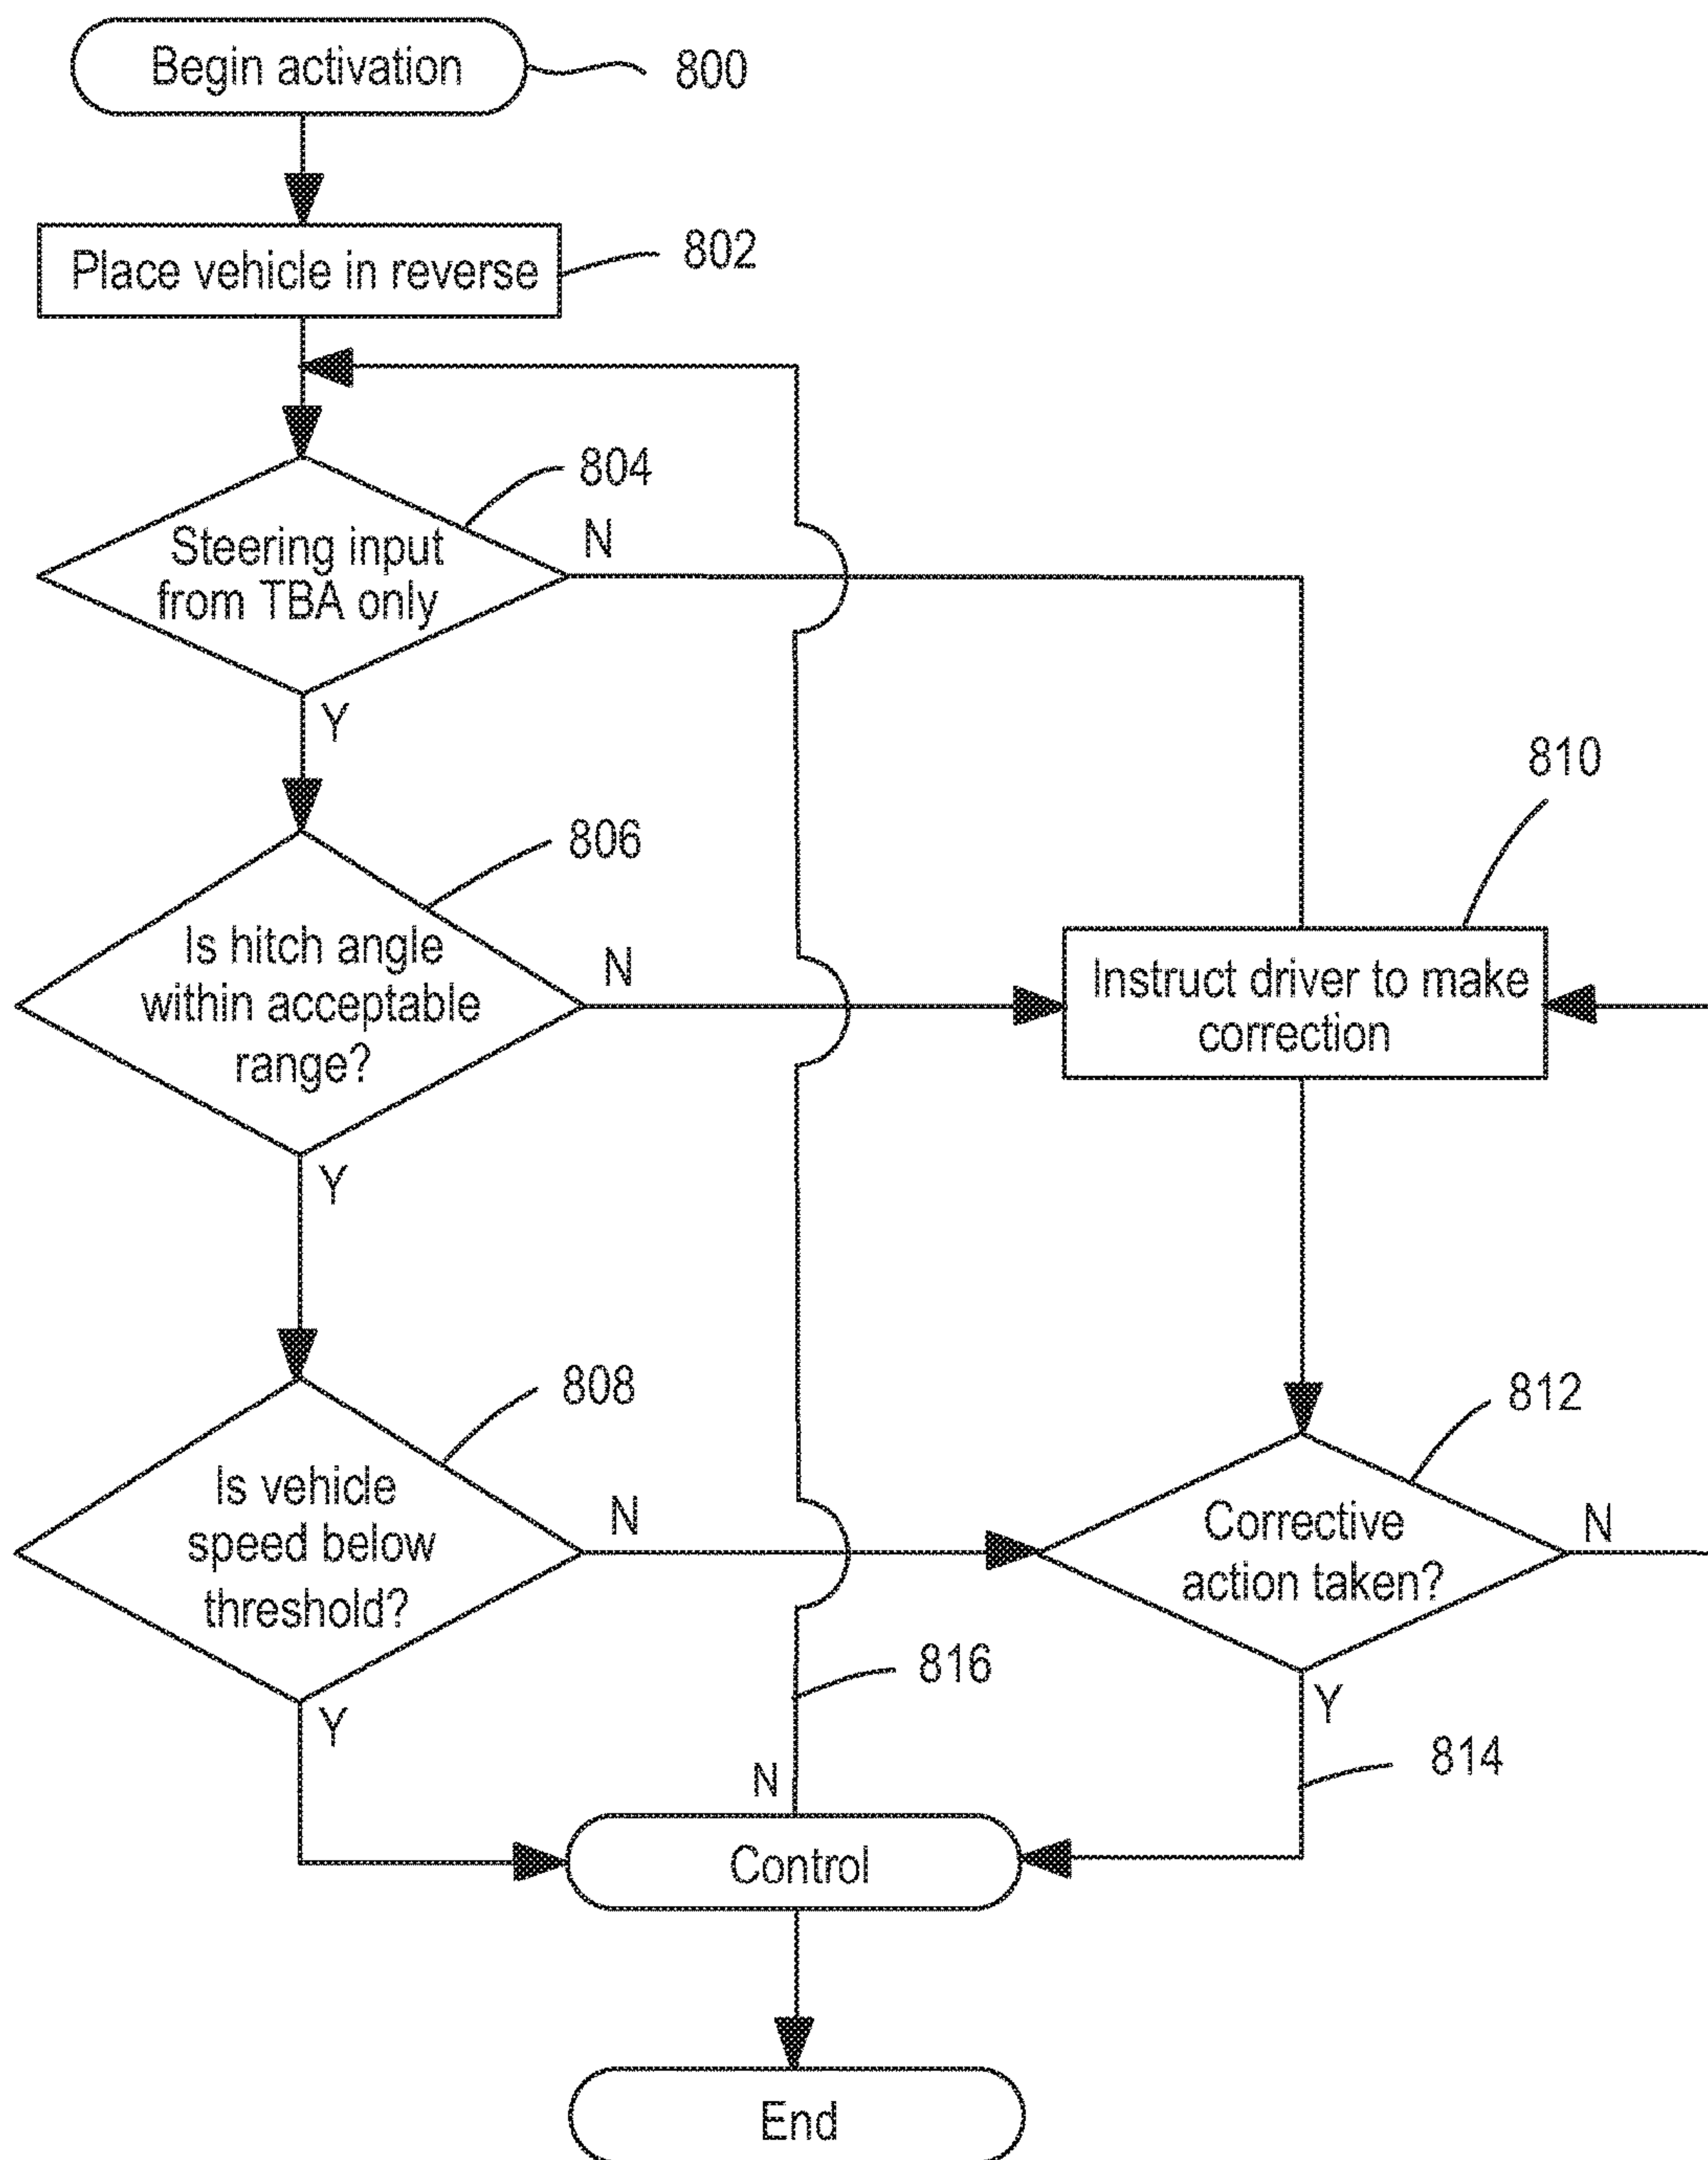 Begin activation
800
Place vehicle in reverse
802
804
Steering input
from TBA only
N
Y
806
Is hitch angle
within acceptable
range?
N
Y
810
Instruct driver to make
correction
808
Is vehicle
speed below
threshold?
N
Y
812
Corrective
action taken?
N
Y
814
816
N
Control
End